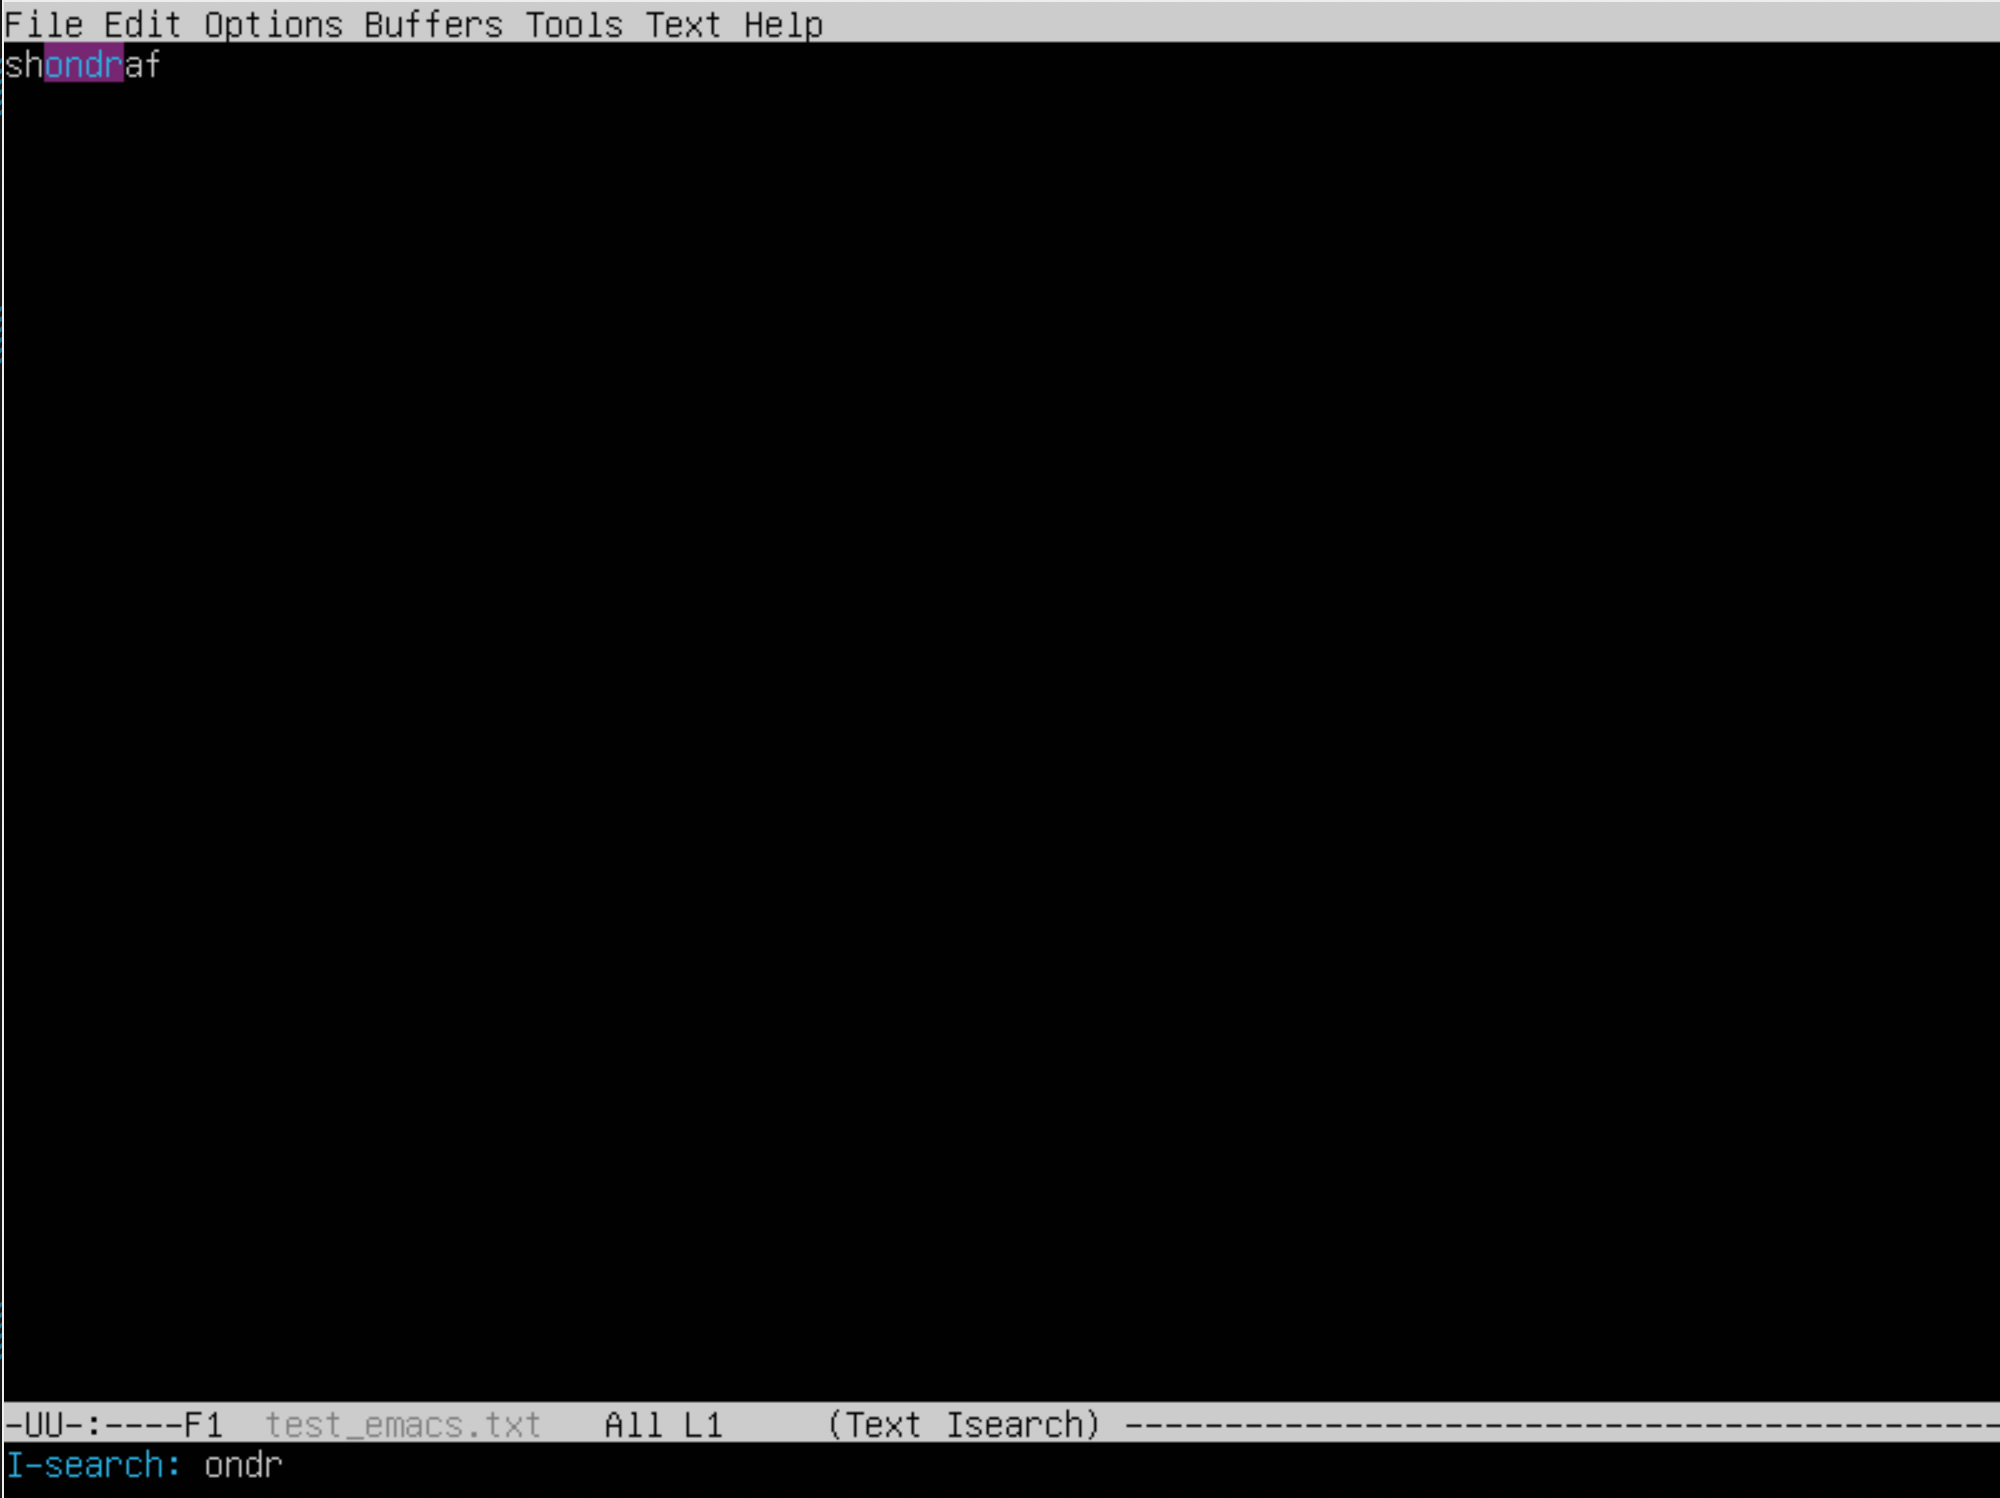 File Edit Options Buffers Tools Text Help
shondraf
-UU-:----F1  test_emacs.txt   All L1     (Text Isearch) --------------------------------------------
I-search: ondr